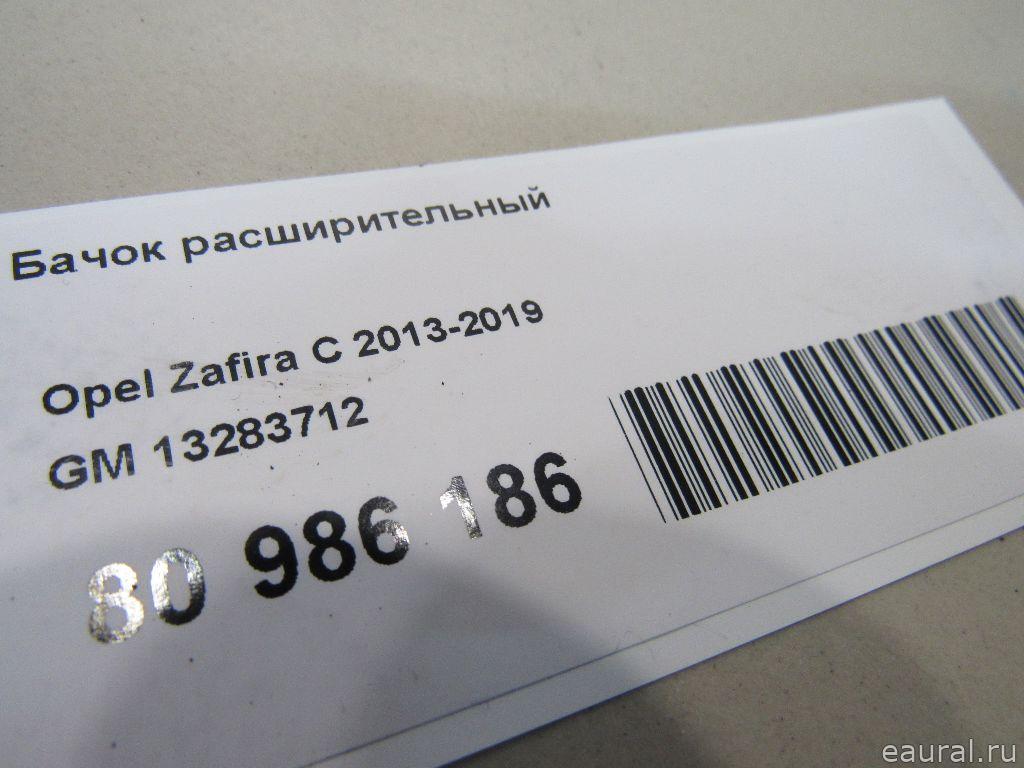 Бачок расширительный
Opel Zafira C 2013-2019
GM 13283712
80 986 186
eaural.ru